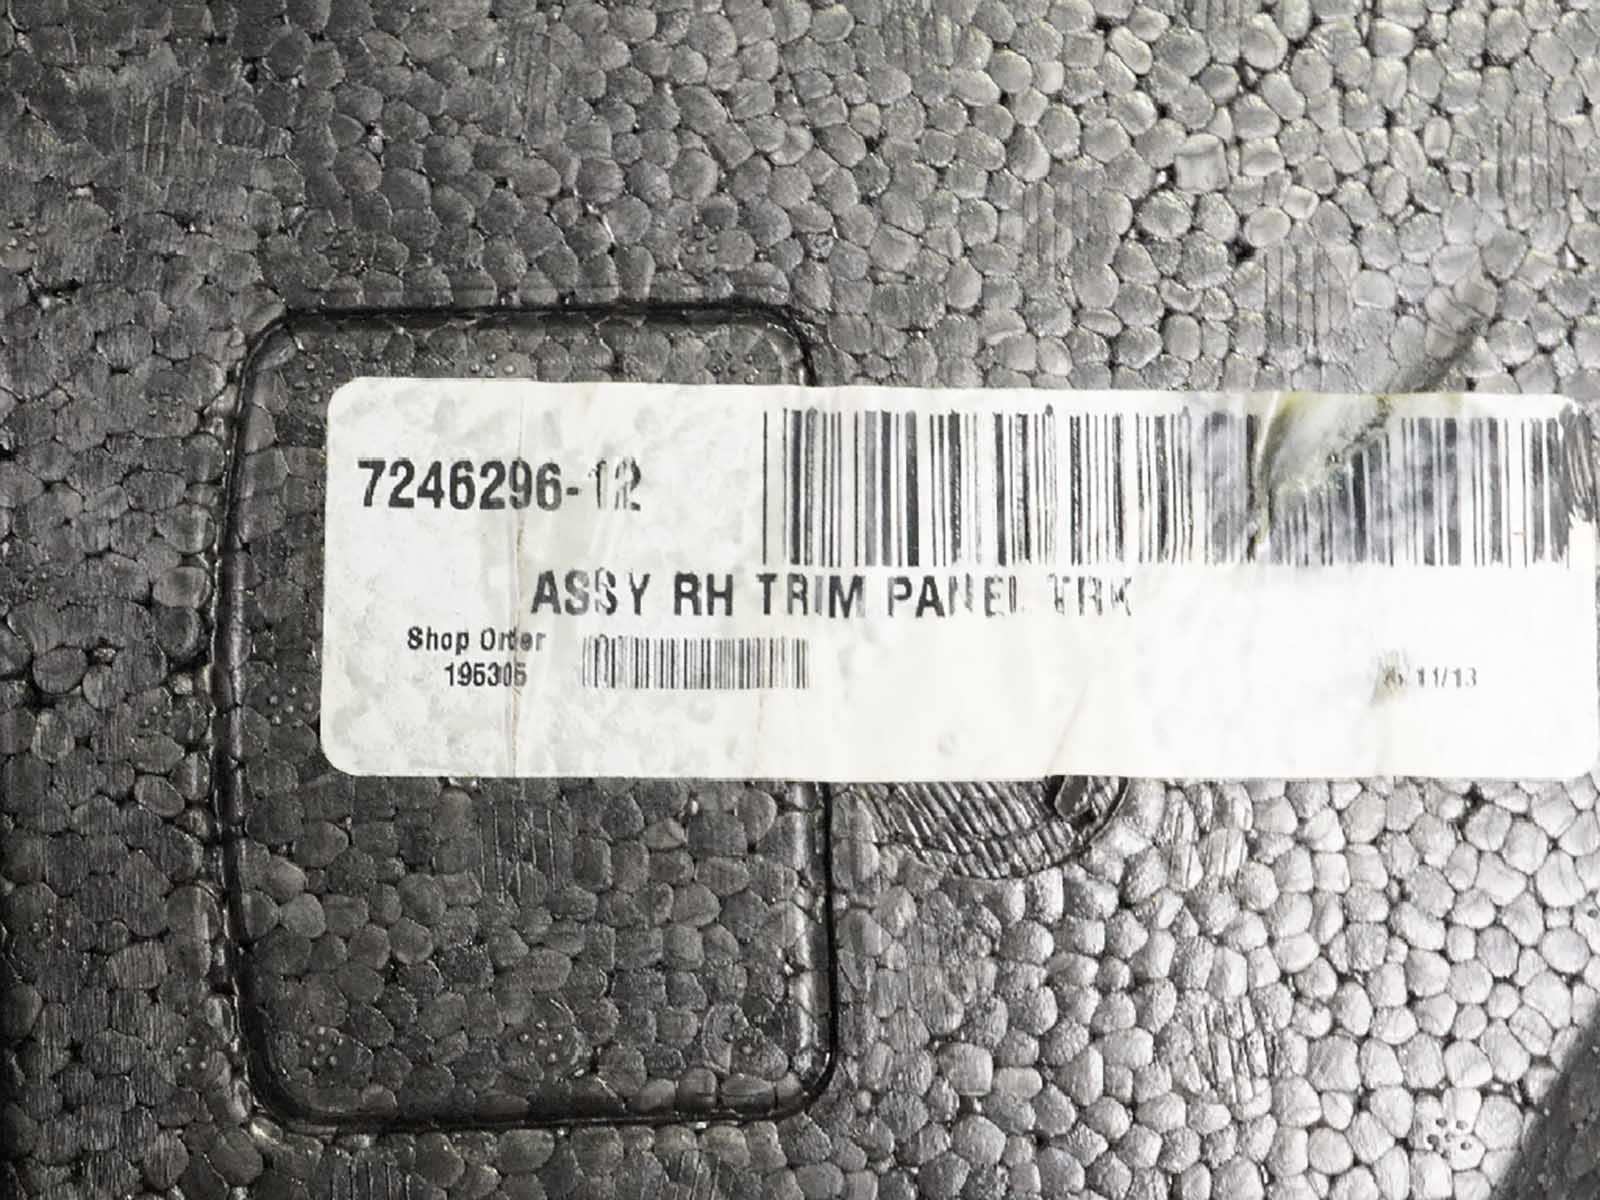 7246296-12
ASSY RH TRIM PANEL TRK
Shop Order
195305
11/13